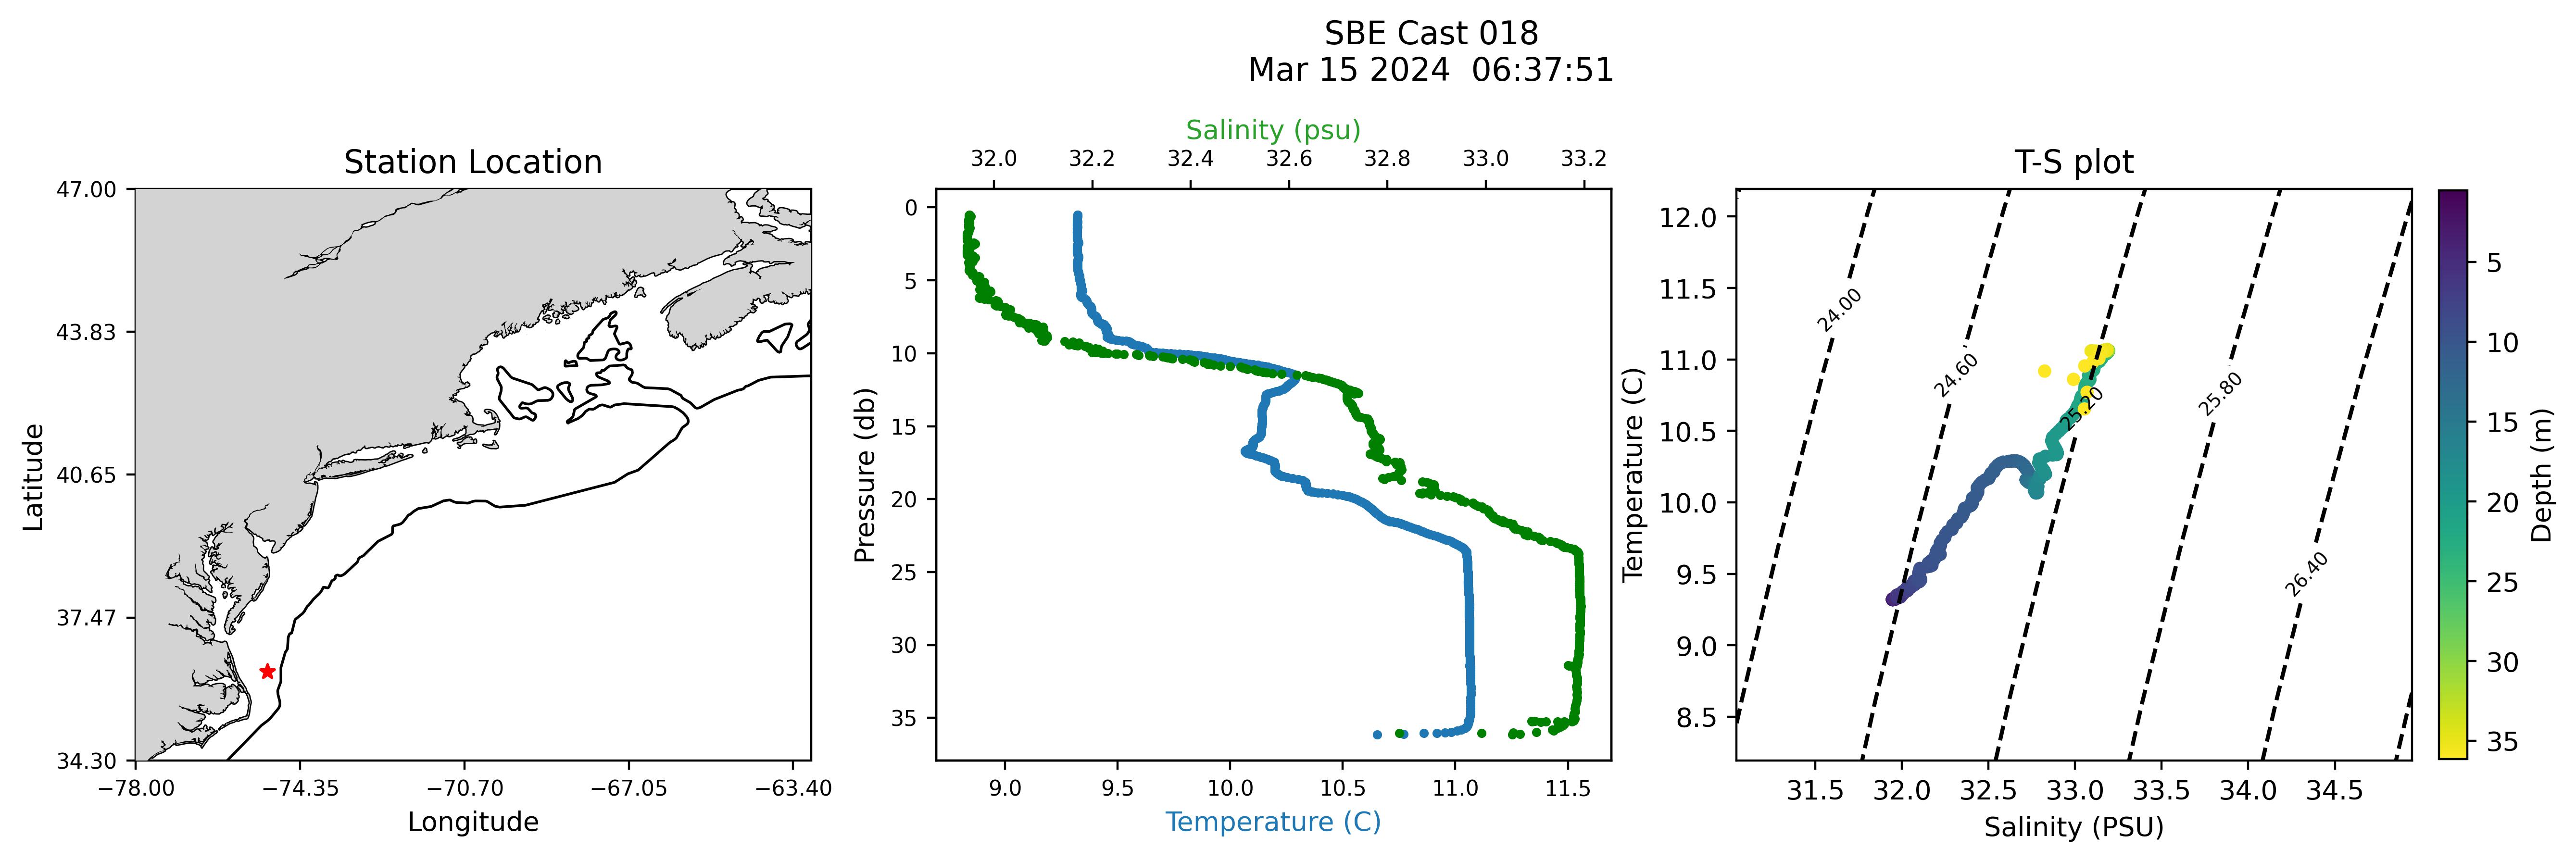 SBE Cast 018
Mar 15 2024  06:37:51
Station Location
47.00
43.83
40.65
37.47
34.30
Latitude
−78.00 −74.35 −70.70 −67.05 −63.40
Longitude
Salinity (psu)
32.0 32.2 32.4 32.6 32.8 33.0 33.2
0
5
10
15
20
25
30
35
Pressure (db)
9.0 9.5 10.0 10.5 11.0 11.5
Temperature (C)
T-S plot
12.0
11.5
11.0
10.5
10.0
9.5
9.0
8.5
Temperature (C)
24.00
24.60
25.20
25.80
26.40
31.5 32.0 32.5 33.0 33.5 34.0 34.5
Salinity (PSU)
5
10
15
20
25
30
35
Depth (m)